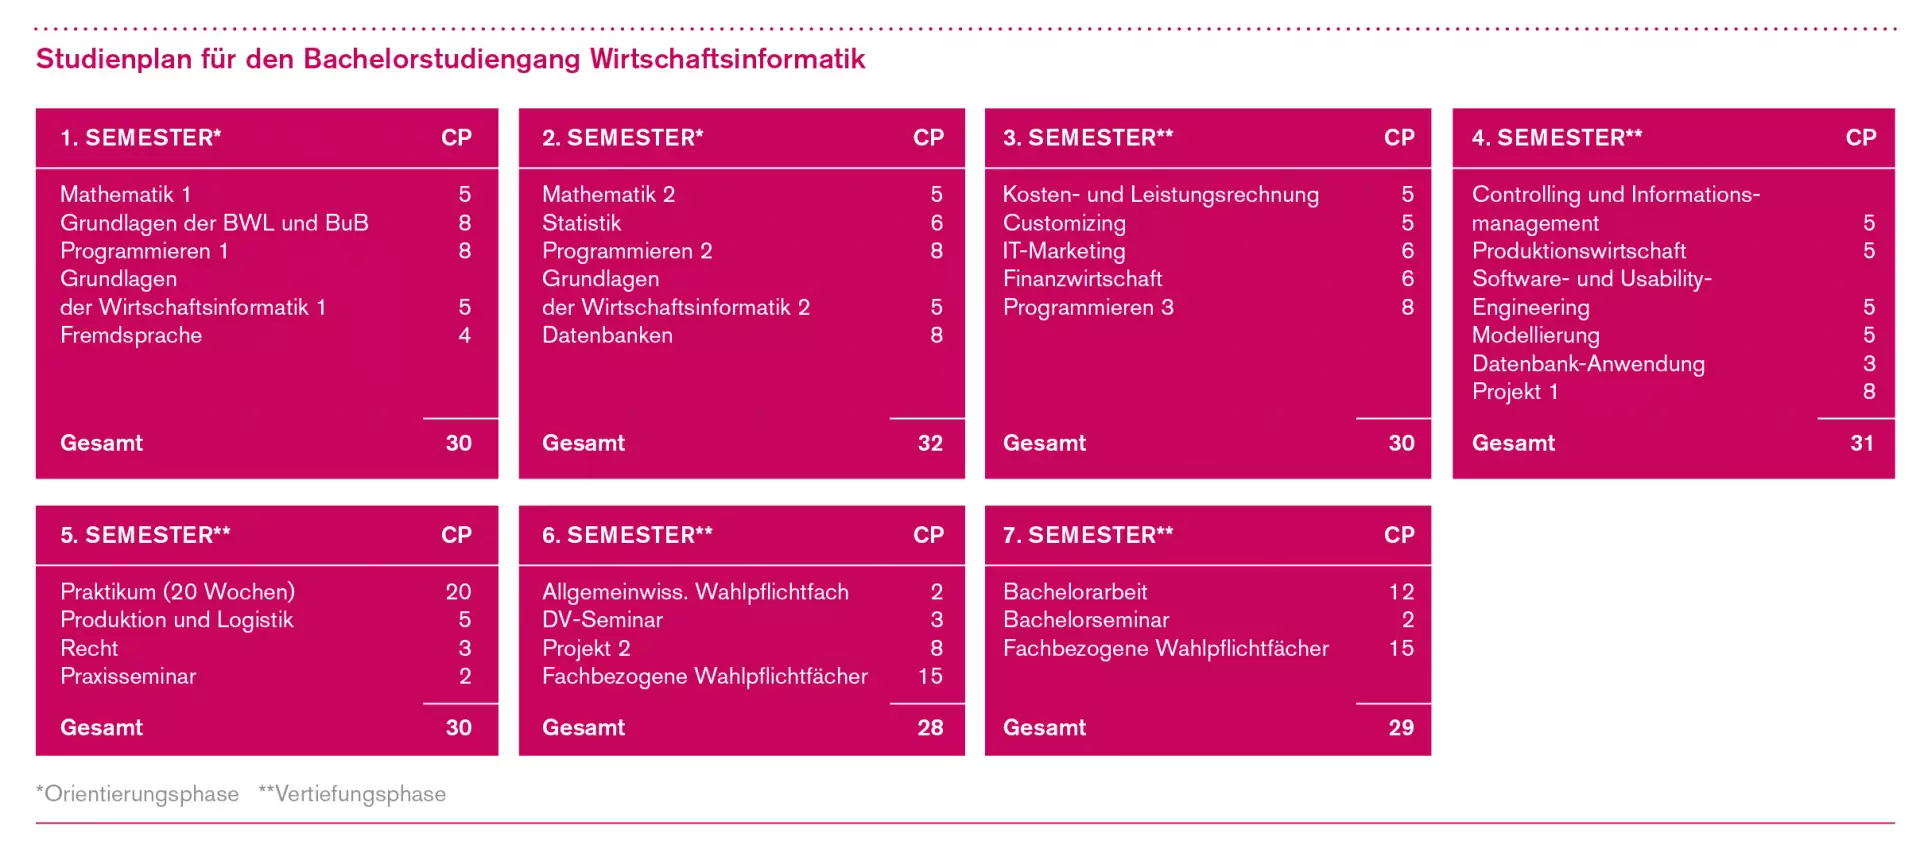 Studienplan für den Bachelorstudiengang Wirtschaftsinformatik
1. SEMESTER* CP
Mathematik 1 5
Grundlagen der BWL und BuB 8
Programmieren 1 8
Grundlagen
der Wirtschaftsinformatik 1 5
Fremdsprache 4
Gesamt 30
2. SEMESTER* CP
Mathematik 2 5
Statistik 6
Programmieren 2 8
Grundlagen
der Wirtschaftsinformatik 2 5
Datenbanken 8
Gesamt 32
3. SEMESTER** CP
Kosten- und Leistungsrechnung 5
Customizing 5
IT-Marketing 6
Finanzwirtschaft 6
Programmieren 3 8
Gesamt 30
4. SEMESTER** CP
Controlling und Informations-
management 5
Produktionswirtschaft 5
Software- und Usability-
Engineering 5
Modellierung 5
Datenbank-Anwendung 3
Projekt 1 8
Gesamt 31
5. SEMESTER** CP
Praktikum (20 Wochen) 20
Produktion und Logistik 5
Recht 3
Praxisseminar 2
Gesamt 30
6. SEMESTER** CP
Allgemeinwiss. Wahlpflichtfach 2
DV-Seminar 3
Projekt 2 8
Fachbezogene Wahlpflichtfächer 15
Gesamt 28
7. SEMESTER** CP
Bachelorarbeit 12
Bachelorseminar 2
Fachbezogene Wahlpflichtfächer 15
Gesamt 29
*Orientierungsphase **Vertiefungsphase